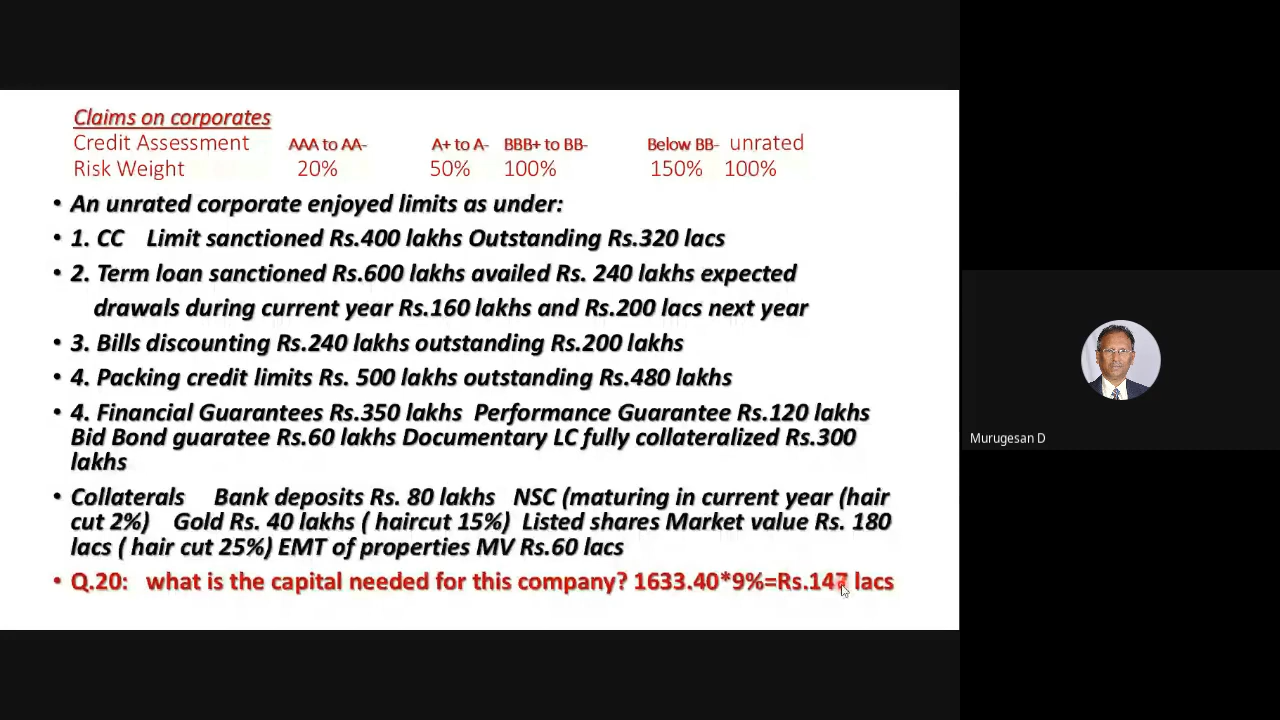 Claims on corporates
Credit Assessment AAA to AA- A+ to A- BBB+ to BB- Below BB- unrated
Risk Weight 20% 50% 100% 150% 100%
• An unrated corporate enjoyed limits as under:
• 1. CC Limit sanctioned Rs.400 lakhs Outstanding Rs.320 lacs
• 2. Term loan sanctioned Rs.600 lakhs availed Rs. 240 lakhs expected
drawals during current year Rs.160 lakhs and Rs.200 lacs next year
• 3. Bills discounting Rs.240 lakhs outstanding Rs.200 lakhs
• 4. Packing credit limits Rs. 500 lakhs outstanding Rs.480 lakhs
• 4. Financial Guarantees Rs.350 lakhs Performance Guarantee Rs.120 lakhs
Bid Bond guaratee Rs.60 lakhs Documentary LC fully collateralized Rs.300
lakhs
• Collaterals Bank deposits Rs. 80 lakhs NSC (maturing in current year (hair
cut 2%) Gold Rs. 40 lakhs ( haircut 15%) Listed shares Market value Rs. 180
lacs ( hair cut 25%) EMT of properties MV Rs.60 lacs
• Q.20: what is the capital needed for this company? 1633.40*9%=Rs.147 lacs
Murugesan D